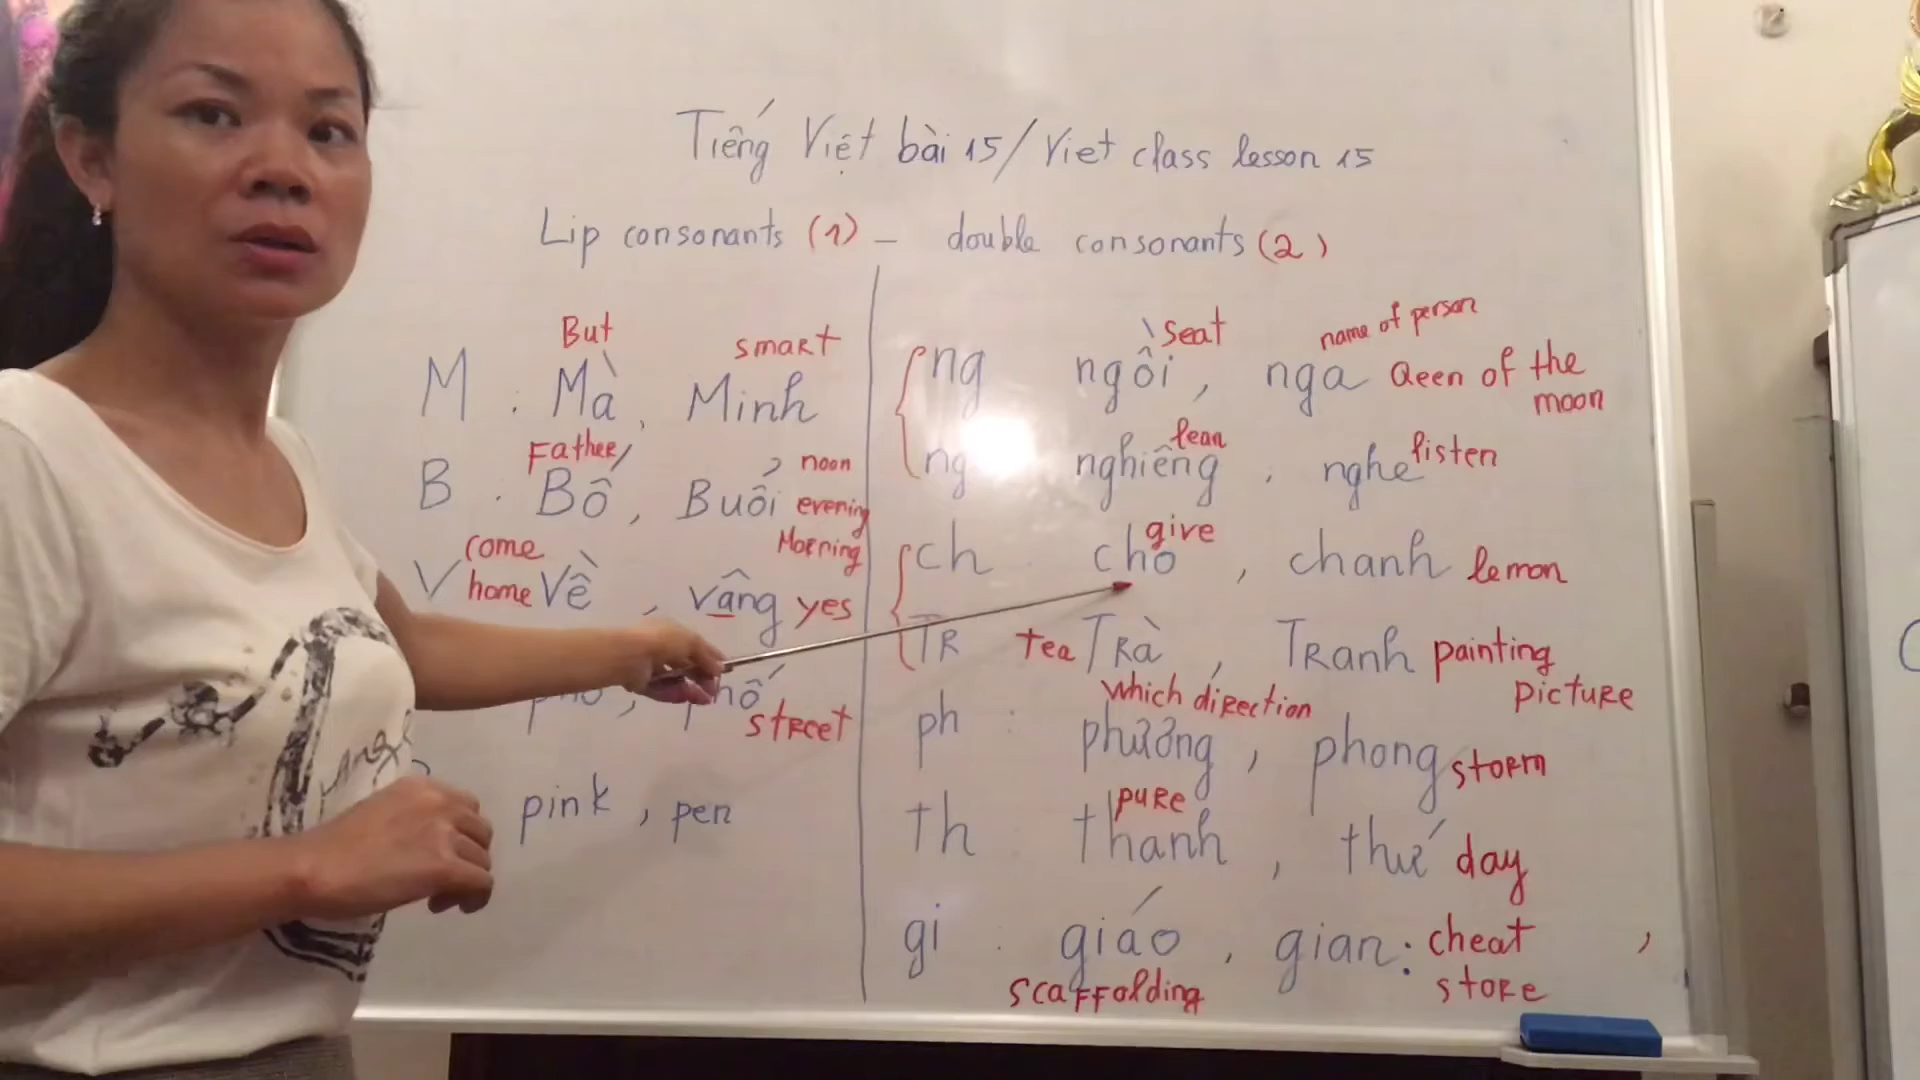 Tiếng Việt bài 15/ Viet class lesson 15
Lip consonants (1) – double consonants (2)
But smart
M : Mà, Minh
Father noon
B : Bố, Buổi evening
Morning
come
V home Về, vâng yes
phố
street
pink, pen
seat name of person
ng ngồi, nga Qeen of the
moon
lean
ng nghiêng, nghe listen
give
ch cho, chanh lemon
TR Tea TRà, TRanh painting
which direction picture
ph : phương, phong storm
pure
th : thanh, thứ day
gi : giáo, gian: cheat
scaffolding store